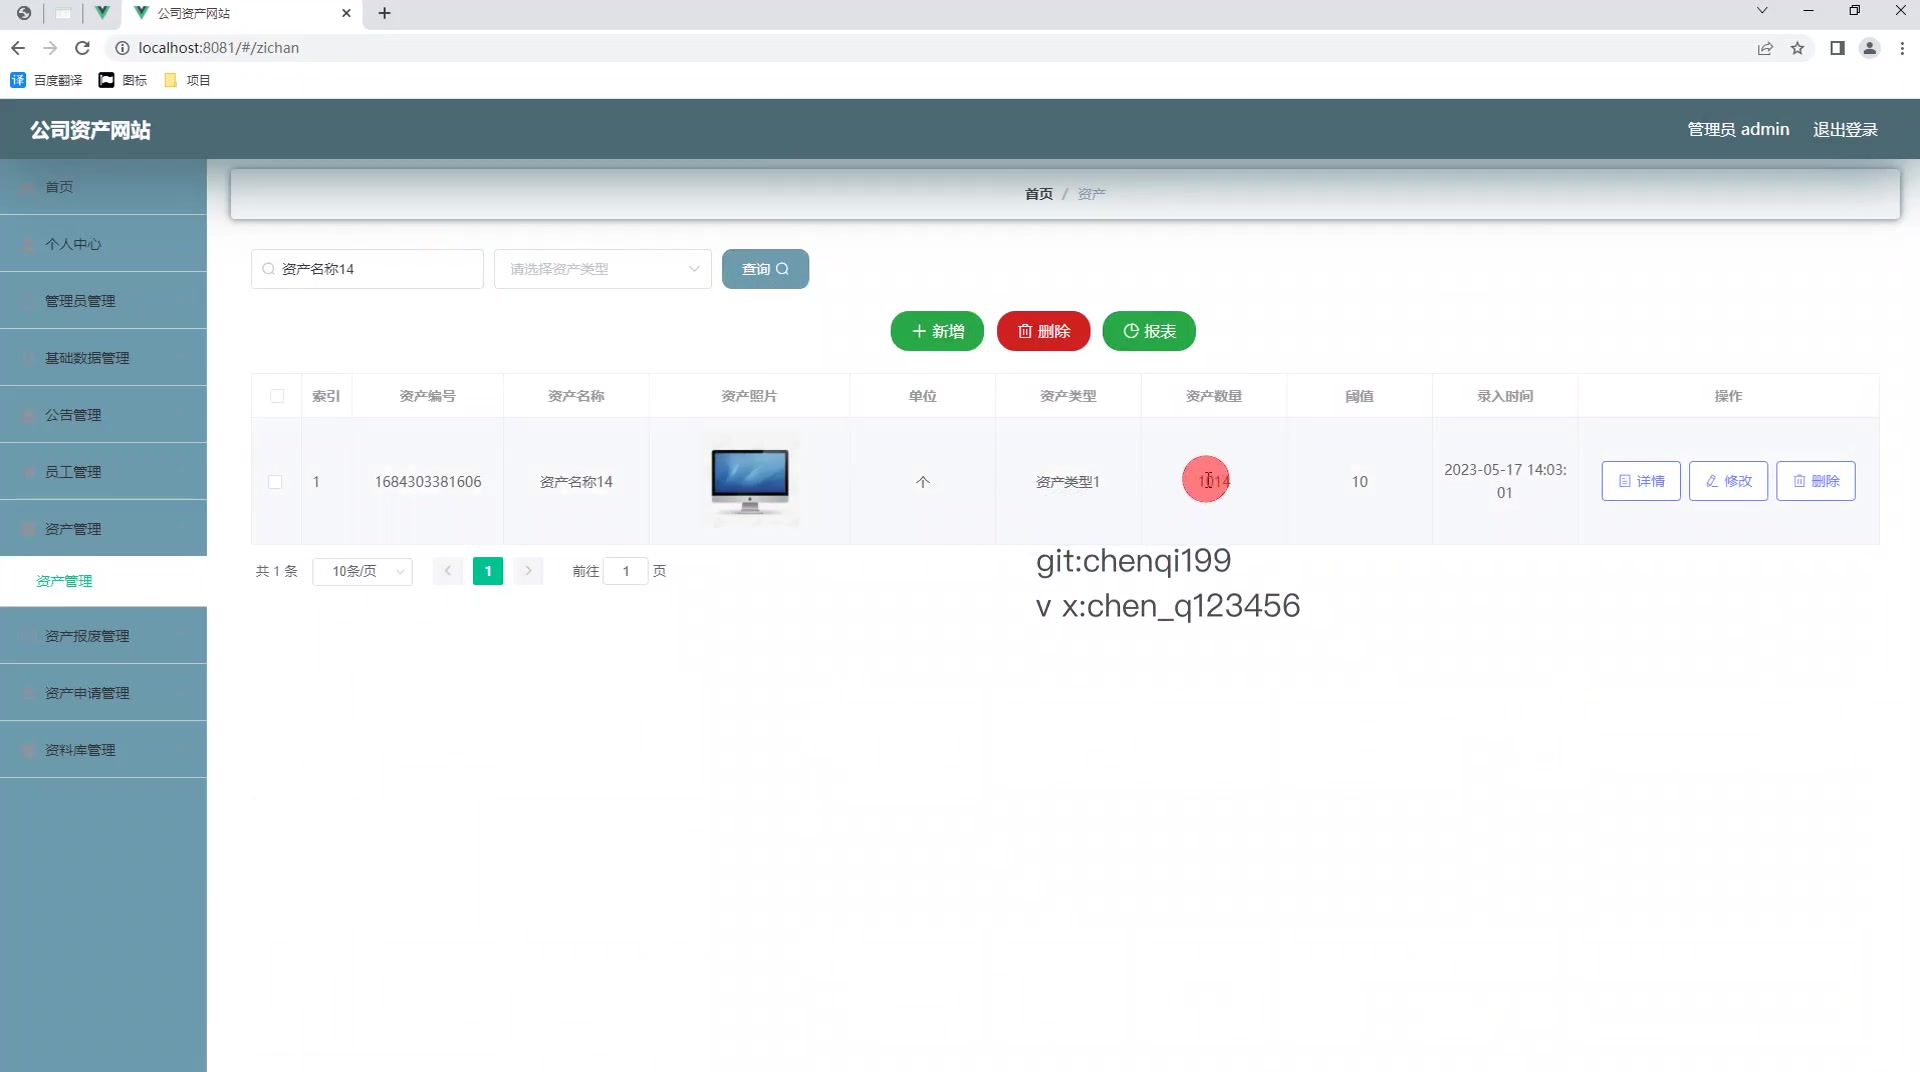 公司资产网站
localhost:8081/#/zichan
百度翻译 图标 项目
公司资产网站
管理员 admin 退出登录
首页
个人中心
管理员管理
基础数据管理
公告管理
员工管理
资产管理
资产管理
资产报废管理
资产申请管理
资料库管理
首页 / 资产
资产名称14 请选择资产类型 查询
新增 删除 报表
索引 资产编号 资产名称 资产照片 单位 资产类型 资产数量 阈值 录入时间 操作
1 1684303381606 资产名称14 个 资产类型1 1014 10 2023-05-17 14:03:
01
详情 修改 删除
共 1 条 10条/页 1 前往 1 页
git:chenqi199
v x:chen_q123456